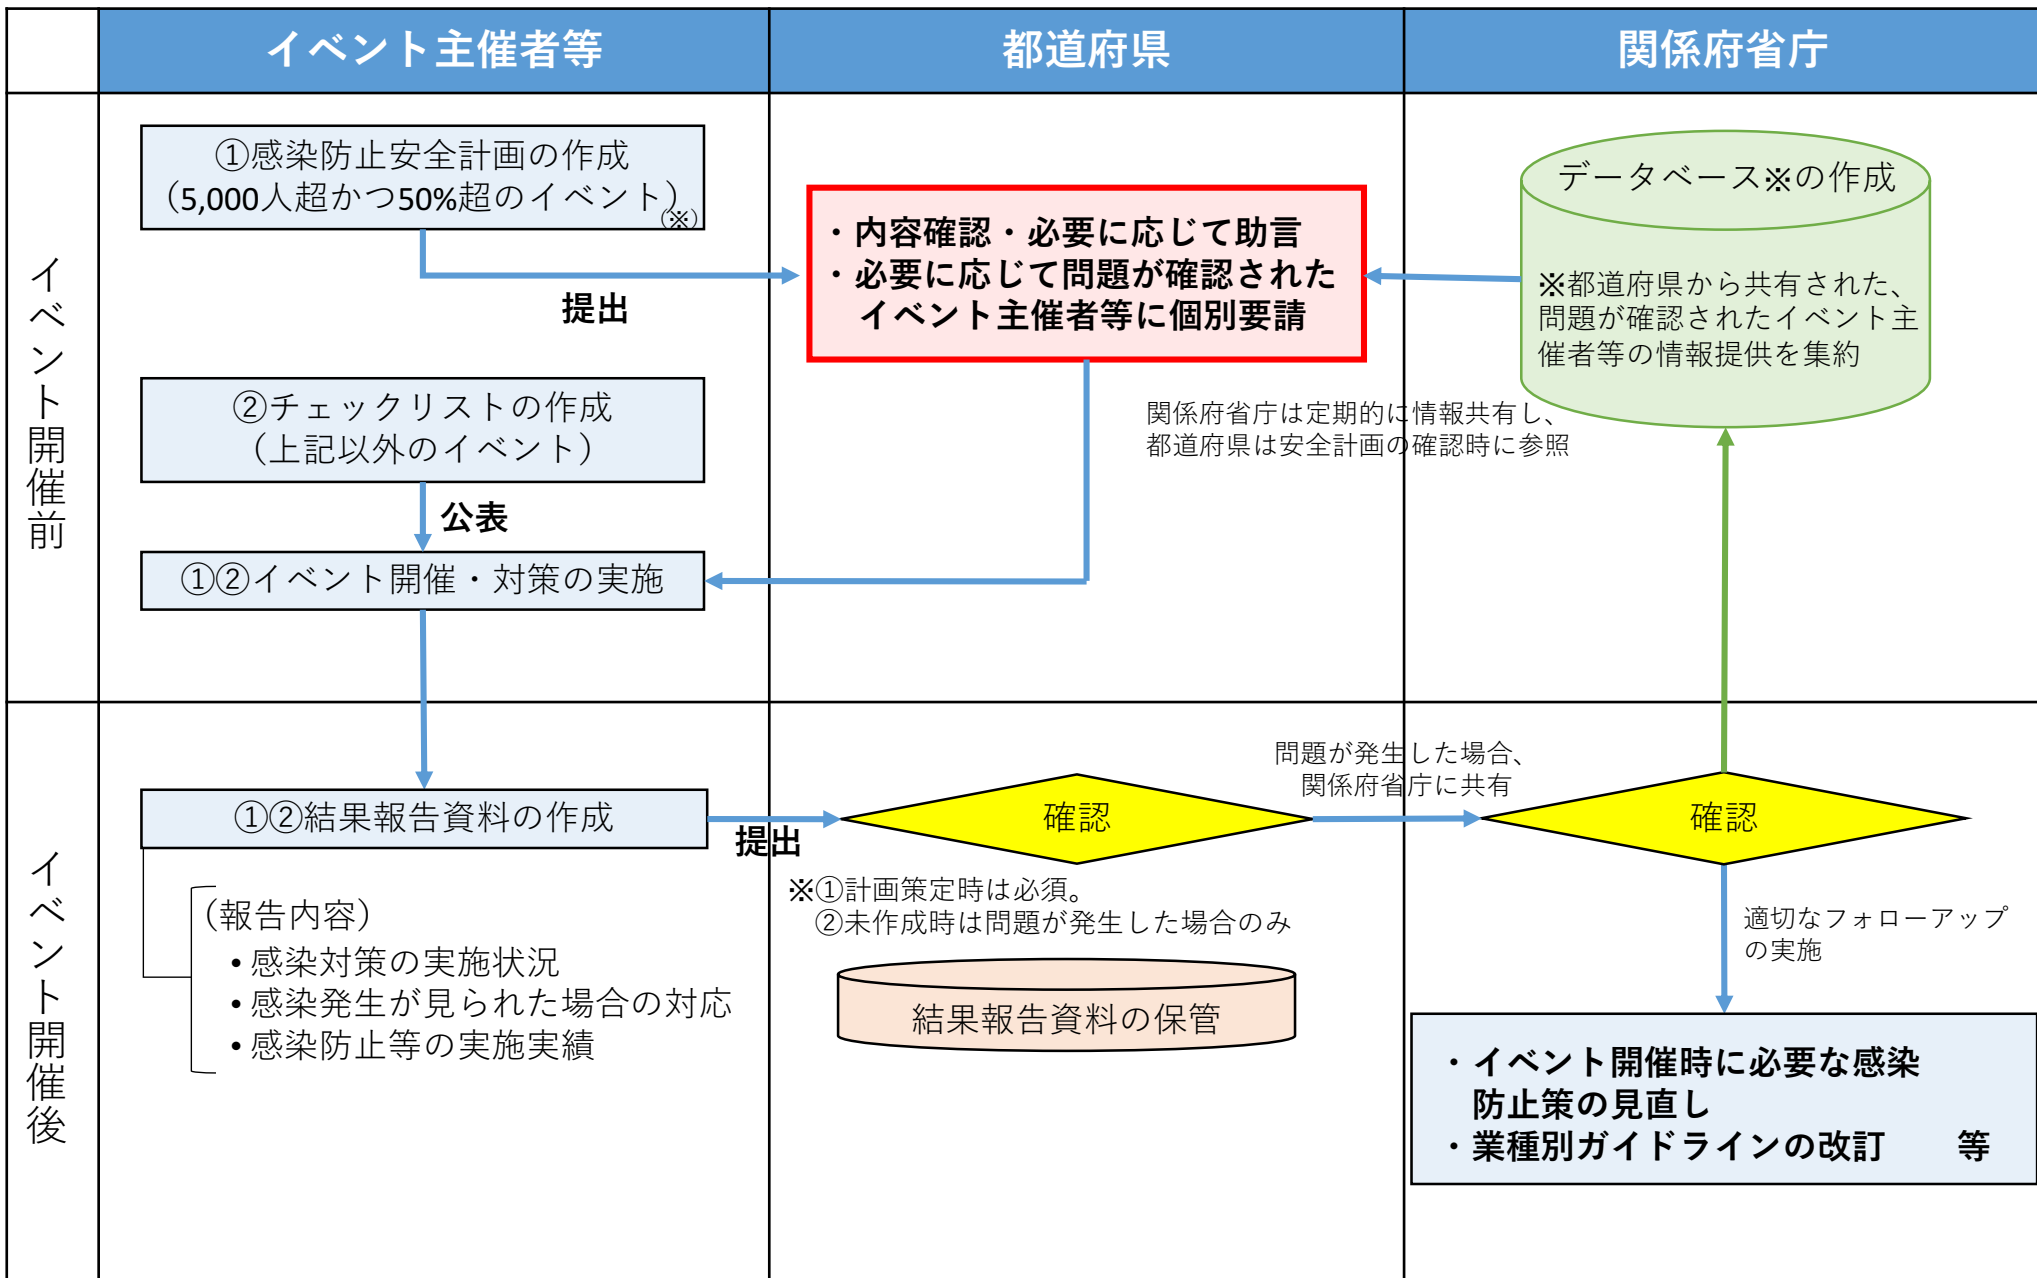 イベント主催者等
都道府県
関係府省庁
イベント開催前
①感染防止安全計画の作成
(5,000人超かつ50%超のイベント)
(※)
提出
・内容確認・必要に応じて助言
・必要に応じて問題が確認された
イベント主催者等に個別要請
データベース※の作成
※都道府県から共有された、
問題が確認されたイベント主
催者等の情報提供を集約
②チェックリストの作成
(上記以外のイベント)
関係府省庁は定期的に情報共有し、
都道府県は安全計画の確認時に参照
公表
①②イベント開催・対策の実施
イベント開催後
①②結果報告資料の作成
提出
確認
問題が発生した場合、
関係府省庁に共有
確認
(報告内容)
• 感染対策の実施状況
• 感染発生が見られた場合の対応
• 感染防止等の実施実績
※①計画策定時は必須。
②未作成時は問題が発生した場合のみ
結果報告資料の保管
適切なフォローアップ
の実施
・イベント開催時に必要な感染
防止策の見直し
・業種別ガイドラインの改訂 等